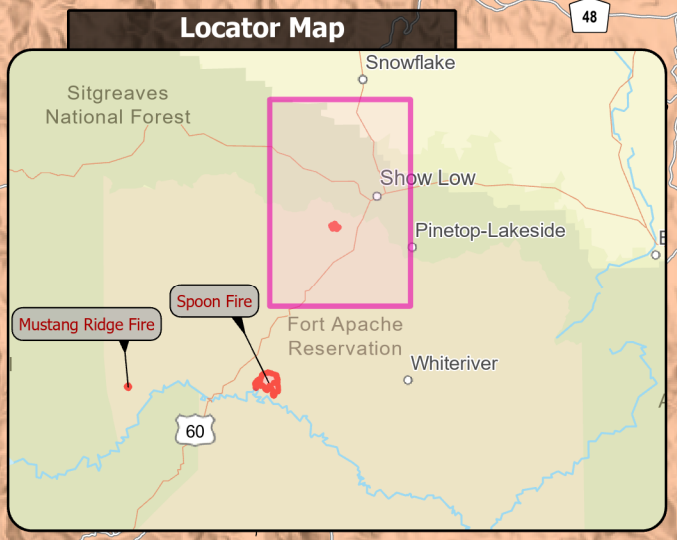 Locator Map
48
Snowflake
Sitgreaves
National Forest
Show Low
Pinetop-Lakeside
Spoon Fire
Mustang Ridge Fire
Fort Apache
Reservation
Whiteriver
60